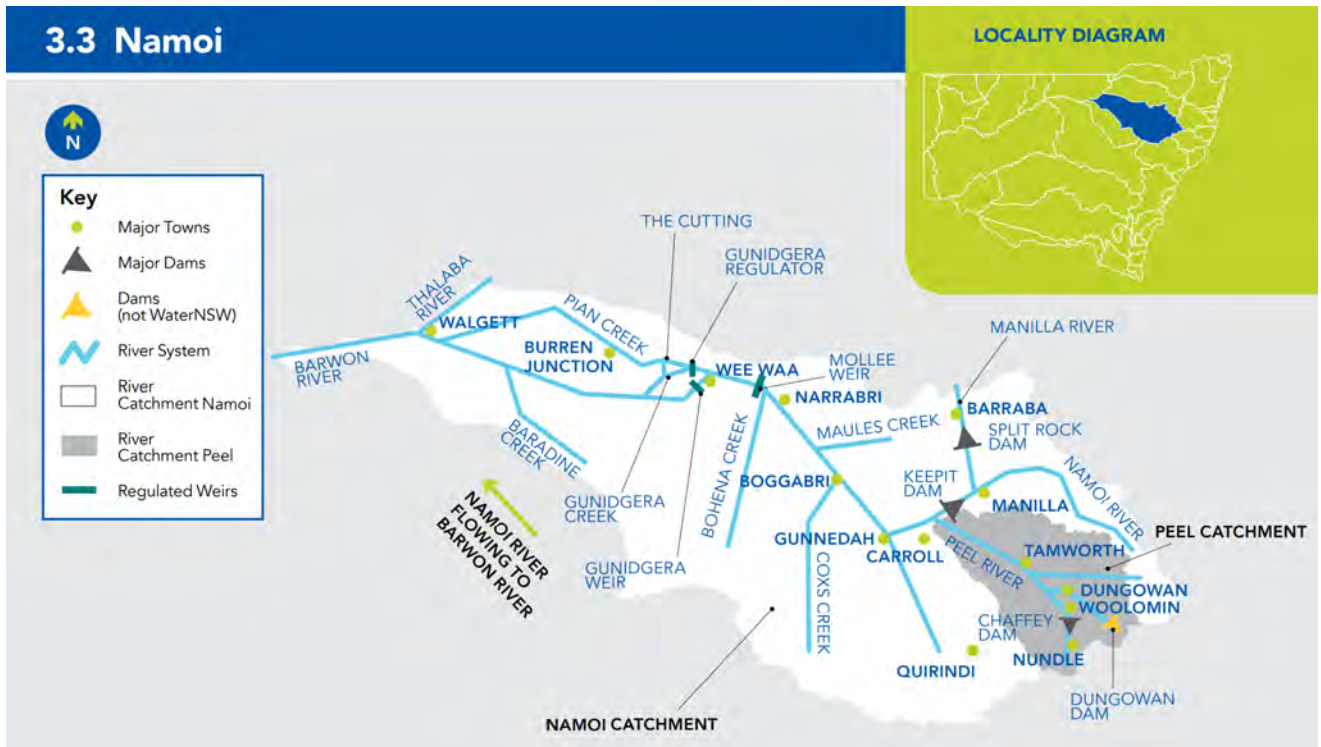 3.3 Namoi
LOCALITY DIAGRAM
N
Key
Major Towns
Major Dams
Dams
(not WaterNSW)
River System
River
Catchment Namoi
River
Catchment Peel
Regulated Weirs
THE CUTTING
GUNIDGERA
REGULATOR
THALABA
RIVER
WALGETT
PIAN CREEK
BARWON
RIVER
BURREN
JUNCTION
WEE WAA
MOLLEE
WEIR
MANILLA RIVER
NARRABRI
BARRABA
SPLIT ROCK
DAM
MAULES CREEK
BARADINE
CREEK
BOHENA CREEK
KEEPIT
DAM
NAMOI RIVER
BOGGABRI
MANILLA
GUNIDGERA
CREEK
NAMOI RIVER
FLOWING TO
BARWON RIVER
GUNNEDAH
CARROLL
PEEL CATCHMENT
TAMWORTH
PEEL RIVER
GUNIDGERA
WEIR
COXS CREEK
DUNGOWAN
WOOLOMIN
CHAFFEY
DAM
NUNDLE
QUIRINDI
DUNGOWAN
DAM
NAMOI CATCHMENT